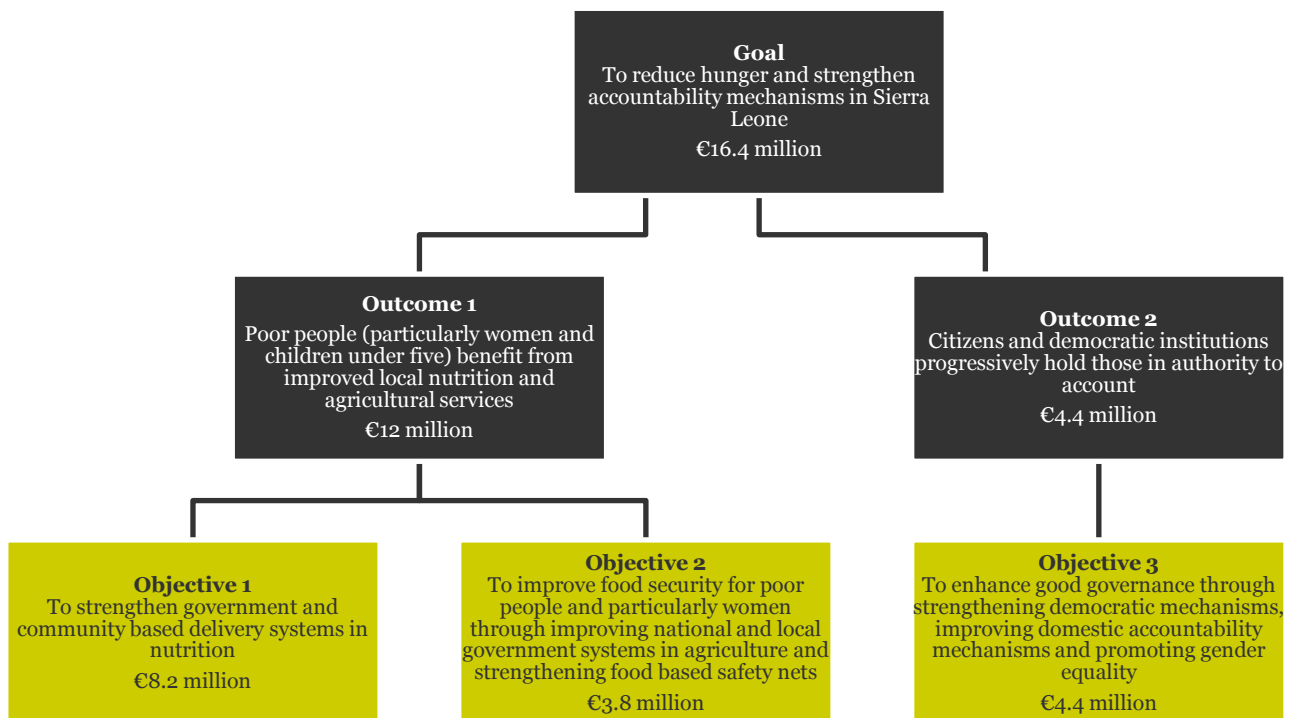 Goal
To reduce hunger and strengthen
accountability mechanisms in Sierra
Leone
€16.4 million
Outcome 1
Poor people (particularly women and
children under five) benefit from
improved local nutrition and
agricultural services
€12 million
Outcome 2
Citizens and democratic institutions
progressively hold those in authority to
account
€4.4 million
Objective 1
To strengthen government and
community based delivery systems in
nutrition
€8.2 million
Objective 2
To improve food security for poor
people and particularly women
through improving national and local
government systems in agriculture and
strengthening food based safety nets
€3.8 million
Objective 3
To enhance good governance through
strengthening democratic mechanisms,
improving domestic accountability
mechanisms and promoting gender
equality
€4.4 million